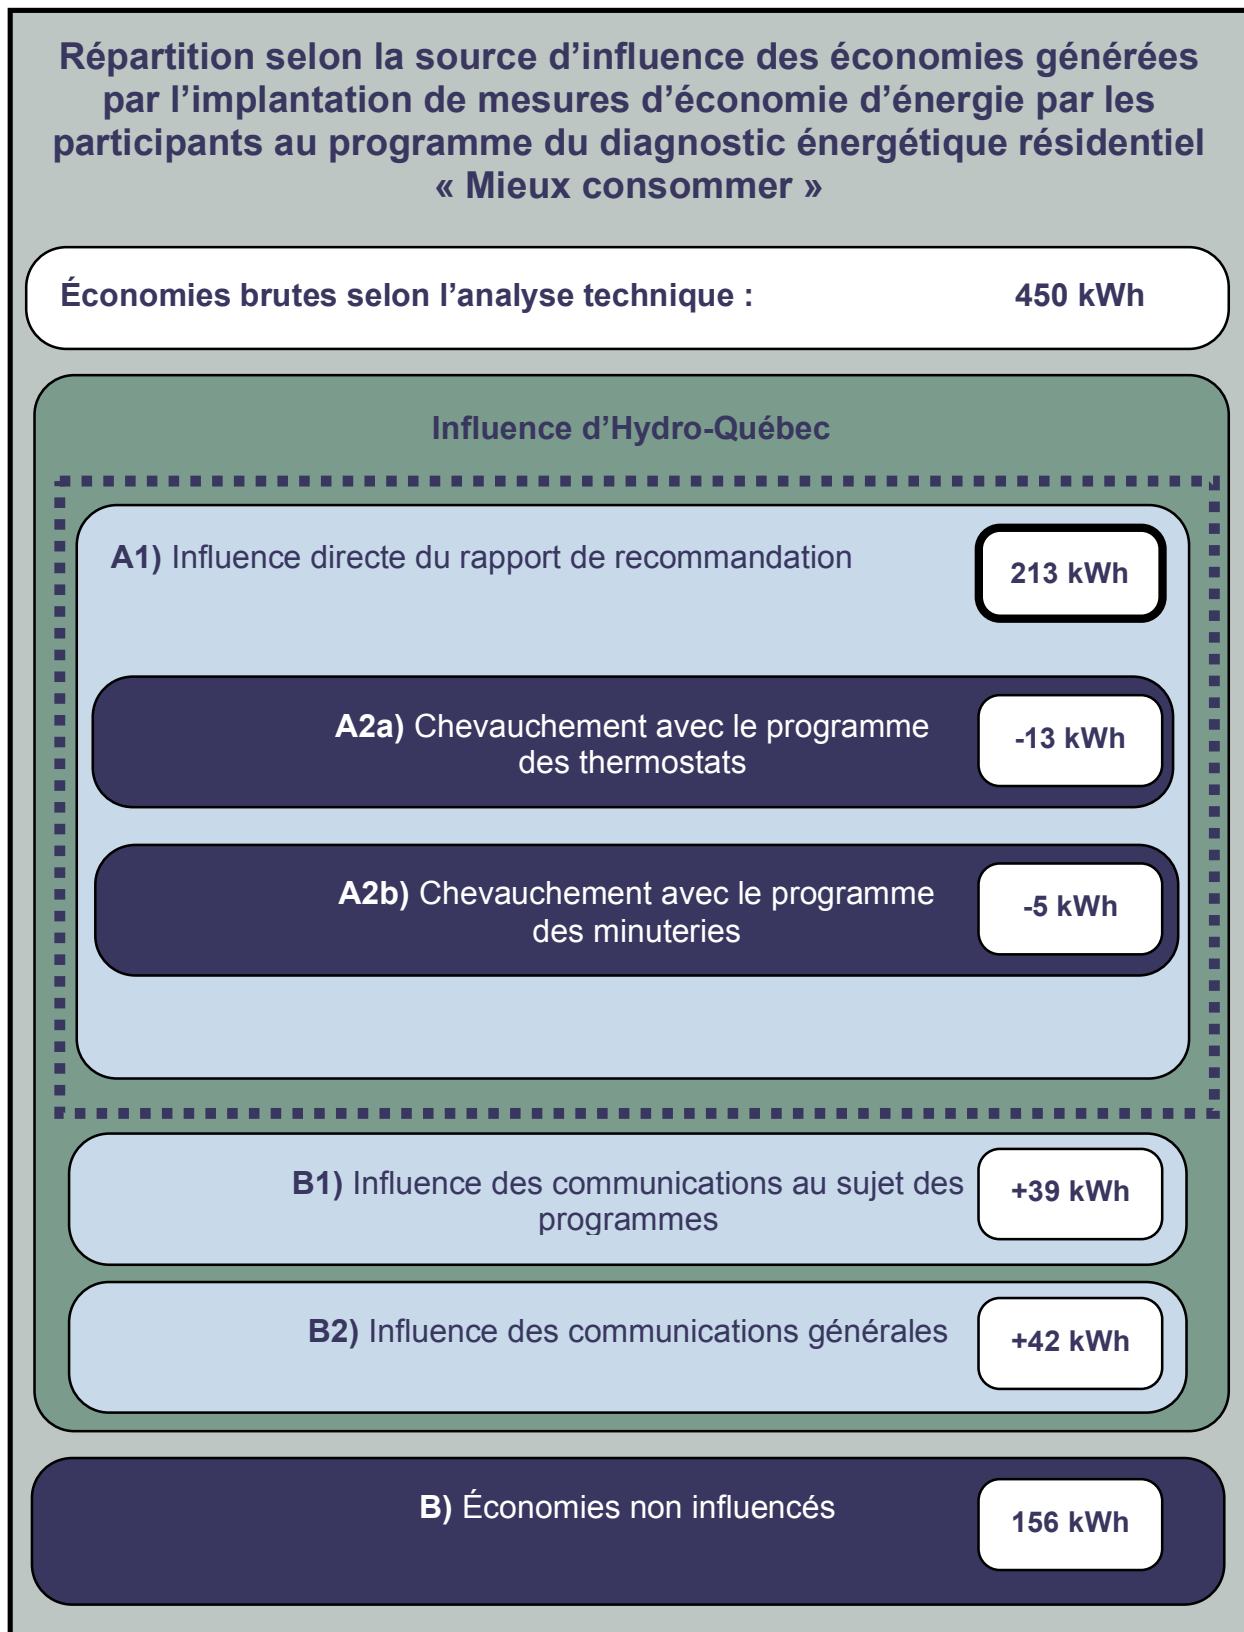 Répartition selon la source d’influence des économies générées
par l’implantation de mesures d’économie d’énergie par les
participants au programme du diagnostic énergétique résidentiel
« Mieux consommer »
Économies brutes selon l’analyse technique : 450 kWh
Influence d’Hydro-Québec
A1) Influence directe du rapport de recommandation
213 kWh
A2a) Chevauchement avec le programme
des thermostats
-13 kWh
A2b) Chevauchement avec le programme
des minuteries
-5 kWh
B1) Influence des communications au sujet des
programmes
+39 kWh
B2) Influence des communications générales
+42 kWh
B) Économies non influencés
156 kWh